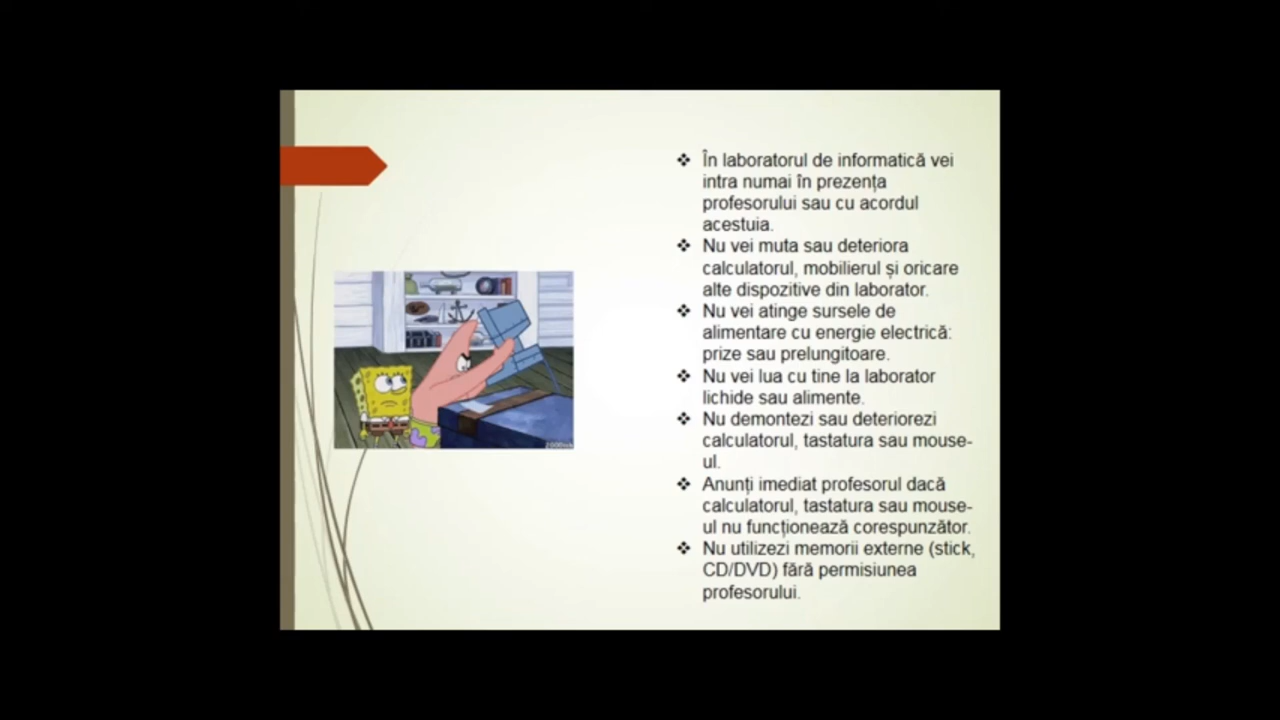 În laboratorul de informatică vei
intra numai în prezența
profesorului sau cu acordul
acestuia.
Nu vei muta sau deteriora
calculatorul, mobilierul și oricare
alte dispozitive din laborator.
Nu vei atinge sursele de
alimentare cu energie electrică:
prize sau prelungitoare.
Nu vei lua cu tine la laborator
lichide sau alimente.
Nu demontezi sau deteriorezi
calculatorul, tastatura sau mouse-
ul.
Anunți imediat profesorul dacă
calculatorul, tastatura sau mouse-
ul nu funcționează corespunzător.
Nu utilizezi memorii externe (stick,
CD/DVD) fără permisiunea
profesorului.